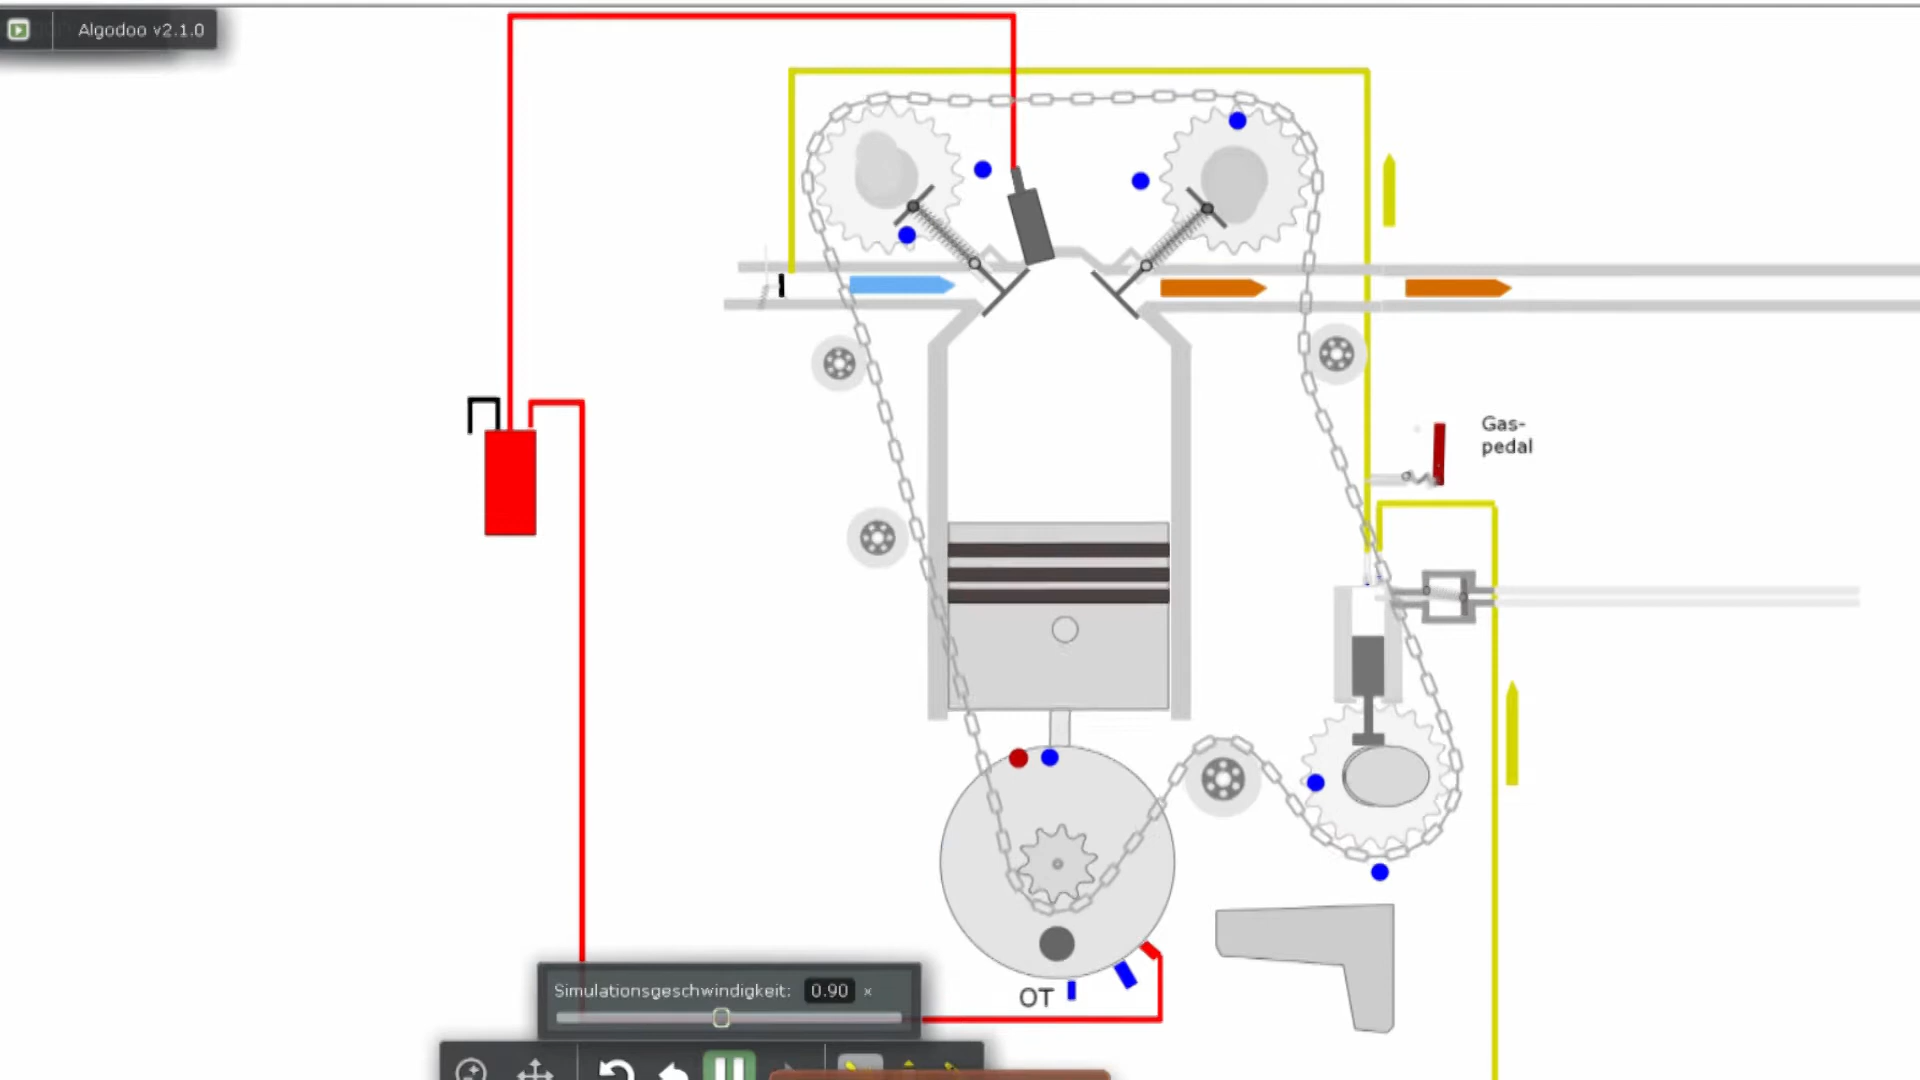 Algodoo v2.1.0
Gas-
pedal
OT
Simulationsgeschwindigkeit: 0.90 x